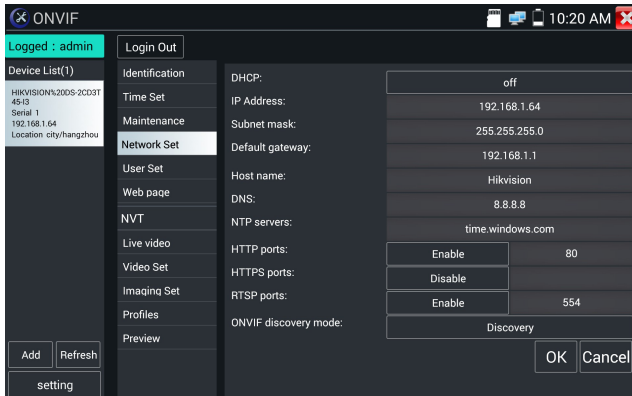 ONVIF
10:20 AM
Logged : admin
Login Out
Device List(1)
HIKVISION%20DS-2CD3T
45-I3
Serial 1
192.168.1.64
Location city/hangzhou
Add
Refresh
setting
Identification
Time Set
Maintenance
Network Set
User Set
Web page
NVT
Live video
Video Set
Imaging Set
Profiles
Preview
DHCP: off
IP Address: 192.168.1.64
Subnet mask: 255.255.255.0
Default gateway: 192.168.1.1
Host name: Hikvision
DNS: 8.8.8.8
NTP servers: time.windows.com
HTTP ports: Enable 80
HTTPS ports: Disable
RTSP ports: Enable 554
ONVIF discovery mode: Discovery
OK Cancel